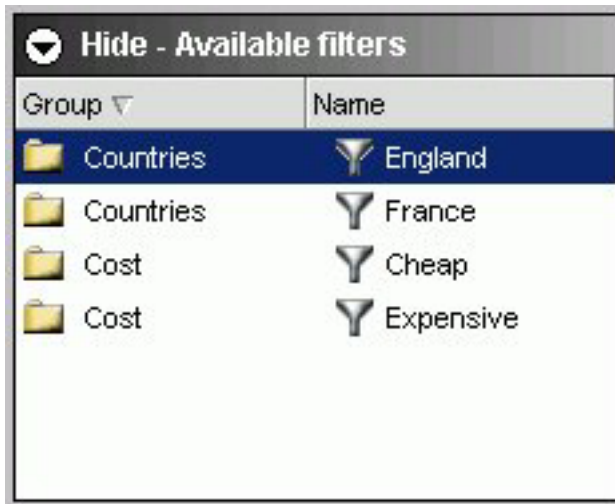 Hide - Available filters
Group Name
Countries England
Countries France
Cost Cheap
Cost Expensive